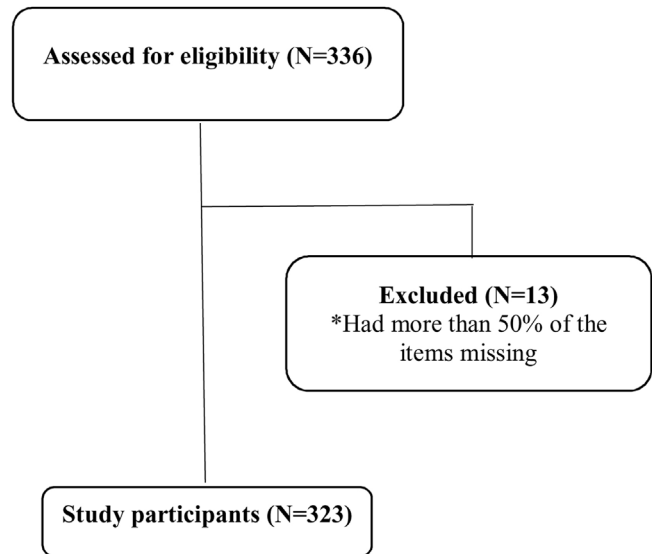 Assessed for eligibility (N=336)
Excluded (N=13)
*Had more than 50% of the
items missing
Study participants (N=323)